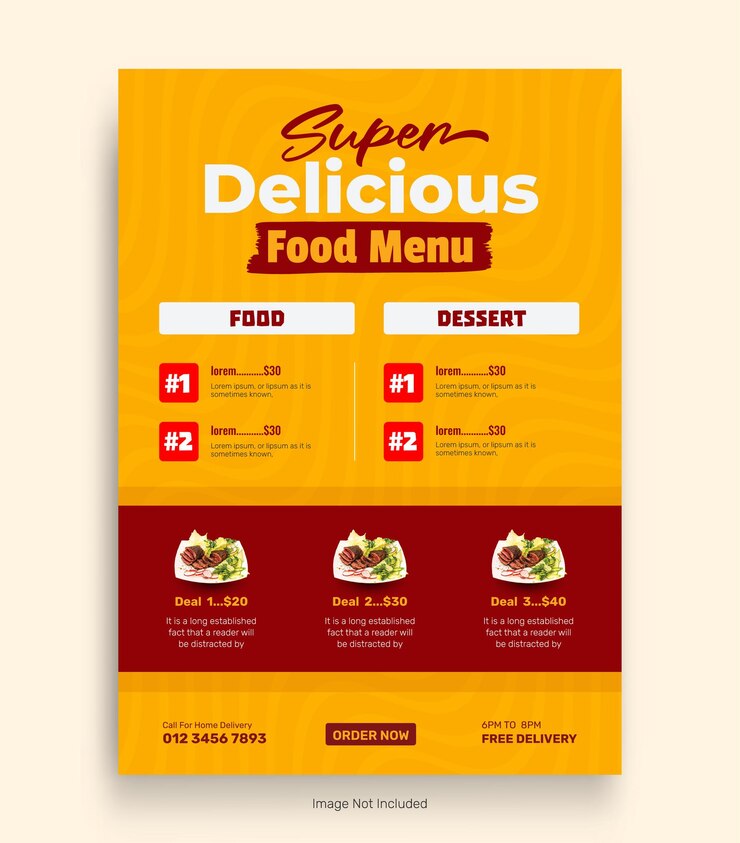 Super
Delicious
Food Menu
FOOD
#1
lorem...........$30
Lorem ipsum, or lipsum as it is
sometimes known,
#2
lorem...........$30
Lorem ipsum, or lipsum as it is
sometimes known,
DESSERT
#1
lorem...........$30
Lorem ipsum, or lipsum as it is
sometimes known,
#2
lorem...........$30
Lorem ipsum, or lipsum as it is
sometimes known,
Deal 1...$20
It is a long established
fact that a reader will
be distracted by
Deal 2...$30
It is a long established
fact that a reader will
be distracted by
Deal 3...$40
It is a long established
fact that a reader will
be distracted by
Call For Home Delivery
012 3456 7893
ORDER NOW
6PM TO 8PM
FREE DELIVERY
Image Not Included